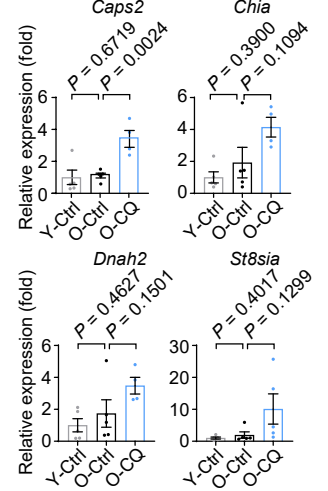 Caps2
P = 0.6719
P = 0.0024
Relative expression (fold)
6
4
2
0
Y-Ctrl
O-Ctrl
O-CQ
Chia
P = 0.3900
P = 0.1094
6
4
2
0
Y-Ctrl
O-Ctrl
O-CQ
Dnah2
P = 0.4627
P = 0.1501
Relative expression (fold)
6
4
2
0
Y-Ctrl
O-Ctrl
O-CQ
St8sia
P = 0.4017
P = 0.1299
30
20
10
0
Y-Ctrl
O-Ctrl
O-CQ